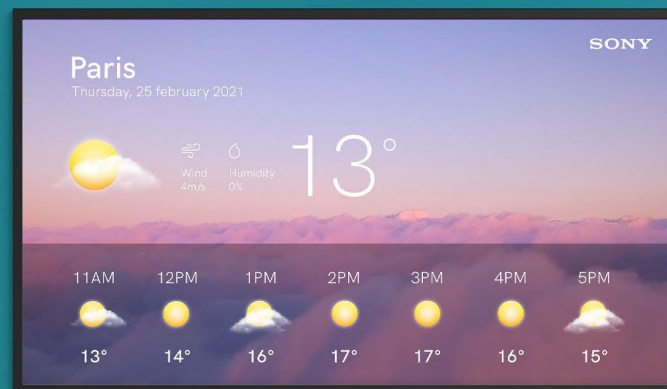 SONY
Paris
Thursday, 25 february 2021
13°
Wind
4m/s
Humidity
0%
11AM 12PM 1PM 2PM 3PM 4PM 5PM
13° 14° 16° 17° 17° 16° 15°